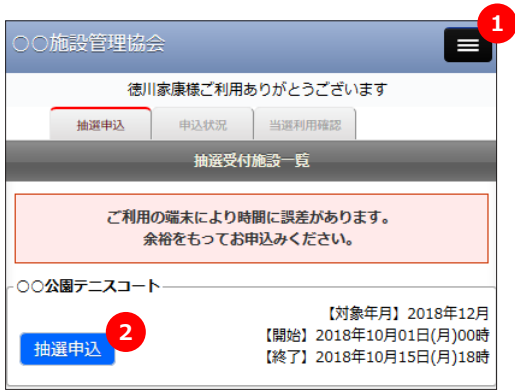 1
○○施設管理協会
徳川家康様ご利用ありがとうございます
抽選申込 申込状況 当選利用確認
抽選受付施設一覧
ご利用の端末により時間に誤差があります。
余裕をもってお申込みください。
○○公園テニスコート
【対象年月】2018年12月
2
抽選申込
【開始】2018年10月01日(月)00時
【終了】2018年10月15日(月)18時